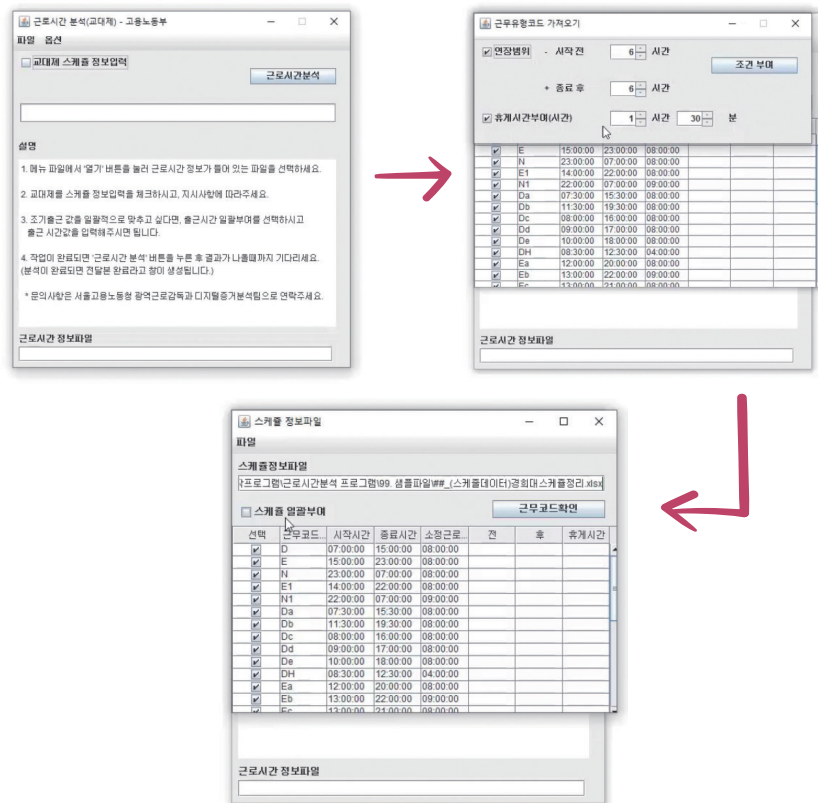 근로시간 분석(교대제) - 고용노동부
파일 옵션
교대제 스케쥴 정보입력
근로시간분석
설명
1. 메뉴 파일에서 '열기' 버튼을 눌러 근로시간 정보가 들어 있는 파일을 선택하세요.
2. 교대제를 스케쥴 정보입력을 체크하시고, 지시사항에 따라주세요.
3. 조기출근 값을 일괄적으로 맞추고 싶다면, 출근시간 일괄부여를 선택하시고
출근 시간값을 입력해주시면 됩니다.
4. 작업이 완료되면 '근로시간 분석' 버튼을 누른 후 결과가 나올때까지 기다리세요.
(분석이 완료되면 전달본 완료라고 창이 생성됩니다.)
* 문의사항은 서울고용노동청 광역근로감독과 디지털증거분석팀으로 연락주세요.
근로시간 정보파일
근무유형코드 가져오기
연장범위 - 시작 전 6 시간
조건 부여
* 종료 후 6 시간
휴게시간부여(시간) 1 시간 30 분
E 15:00:00 23:00:00 08:00:00
N 23:00:00 07:00:00 08:00:00
E1 14:00:00 22:00:00 08:00:00
N1 22:00:00 07:00:00 09:00:00
Da 07:30:00 15:30:00 08:00:00
Db 11:30:00 19:30:00 08:00:00
Dc 08:00:00 16:00:00 08:00:00
Dd 09:00:00 17:00:00 08:00:00
De 10:00:00 18:00:00 08:00:00
DH 08:30:00 12:30:00 04:00:00
Ea 12:00:00 20:00:00 08:00:00
Eb 13:00:00 22:00:00 09:00:00
Ec 13:00:00 21:00:00 08:00:00
근로시간 정보파일
스케쥴 정보파일
파일
스케쥴정보파일
프로그램\근로시간분석 프로그램\99. 샘플파일\##_(스케줄데이터)경희대스케쥴정리.xlsx
스케쥴 일괄부여
근무코드확인
선택 근무코드... 시작시간 종료시간 소정근로... 전 후 휴게시간
D 07:00:00 15:00:00 08:00:00
E 15:00:00 23:00:00 08:00:00
N 23:00:00 07:00:00 08:00:00
E1 14:00:00 22:00:00 08:00:00
N1 22:00:00 07:00:00 09:00:00
Da 07:30:00 15:30:00 08:00:00
Db 11:30:00 19:30:00 08:00:00
Dc 08:00:00 16:00:00 08:00:00
Dd 09:00:00 17:00:00 08:00:00
De 10:00:00 18:00:00 08:00:00
DH 08:30:00 12:30:00 04:00:00
Ea 12:00:00 20:00:00 08:00:00
Eb 13:00:00 22:00:00 09:00:00
Ec 13:00:00 21:00:00 08:00:00
근로시간 정보파일